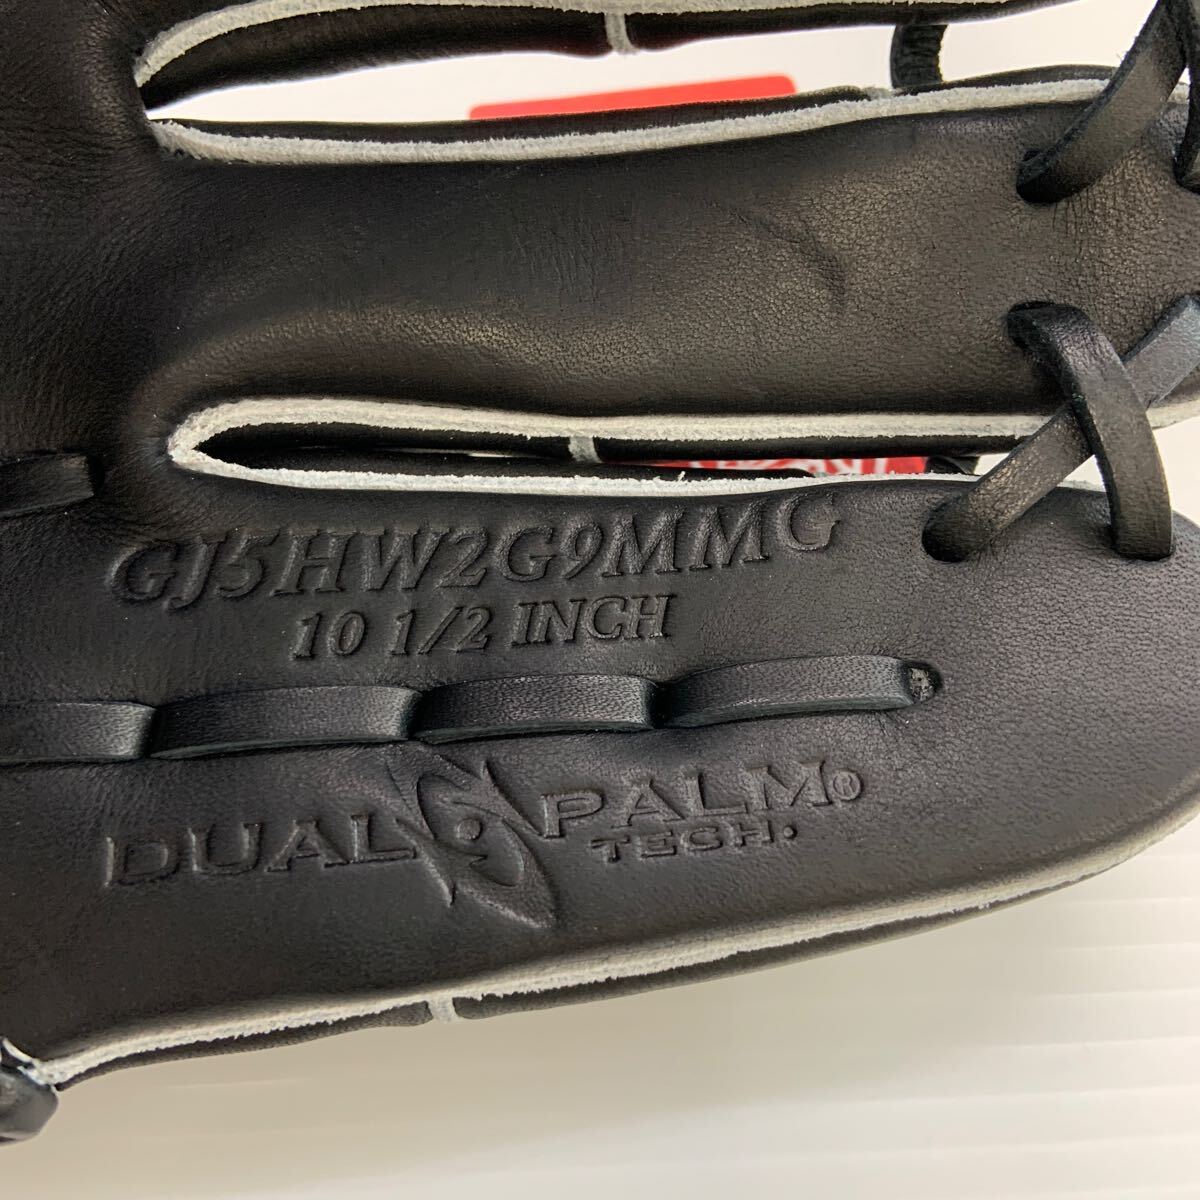 GJ5HW2G9MMG
10 1/2 INCH
DUAL PALM®
TECH.